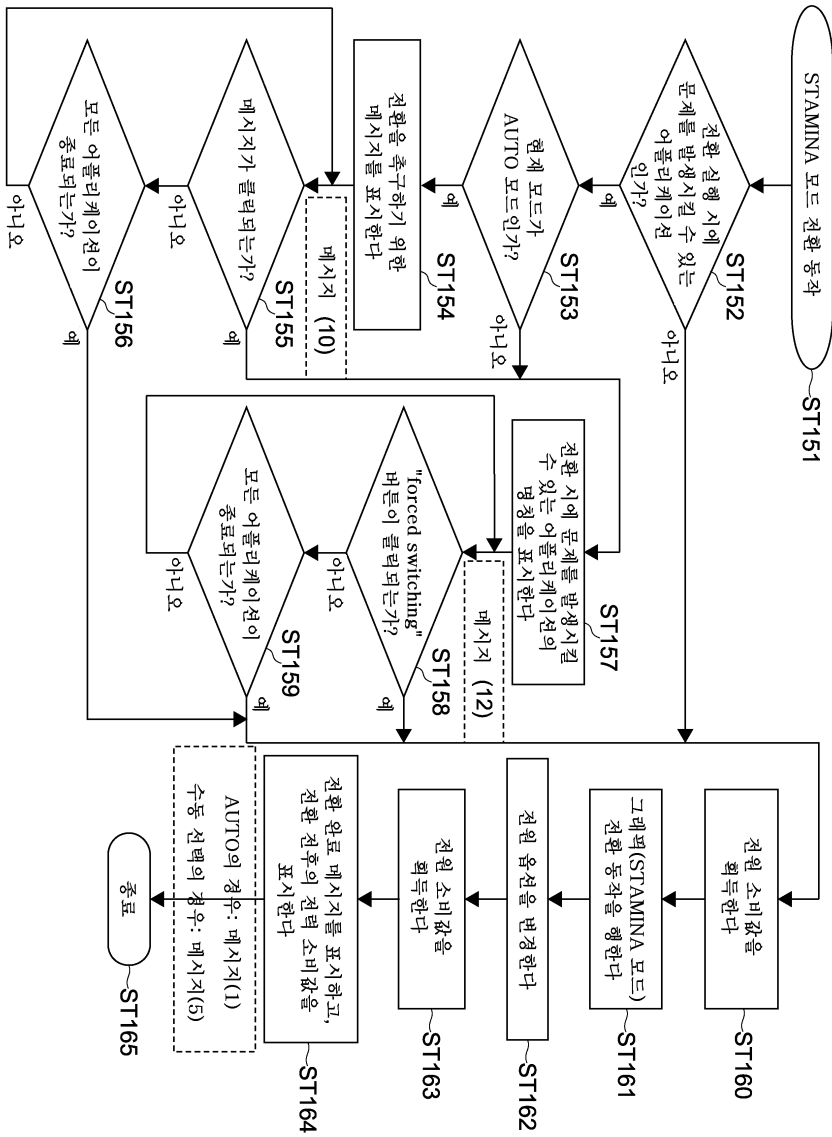 STAMINA 모드 전환 동작
ST151
전환 실행 시에
문제를 발생시킬 수 있는
어플리케이션
인가?
ST152
예
아니오
현재 모드가
AUTO 모드인가?
ST153
예
아니오
전환을 촉구하기 위한
메시지를 표시한다
ST154
메시지 (10)
메시지가 클릭되는가?
ST155
아니오
예
모든 어플리케이션이
종료되는가?
ST156
아니오
예
전환 시에 문제를 발생시킬
수 있는 어플리케이션의
명칭을 표시한다
ST157
메시지 (12)
"forced switching"
버튼이 클릭되는가?
ST158
아니오
예
모든 어플리케이션이
종료되는가?
ST159
아니오
예
전원 소비값을
획득한다
ST160
그래픽(STAMINA 모드)
전환 동작을 행한다
ST161
전원 옵션을 변경한다
ST162
전원 소비값을
획득한다
ST163
전환 완료 메시지를 표시하고,
전환 전후의 전력 소비값을
표시한다
ST164
AUTO의 경우: 메시지(1)
수동 선택의 경우: 메시지(5)
종료
ST165